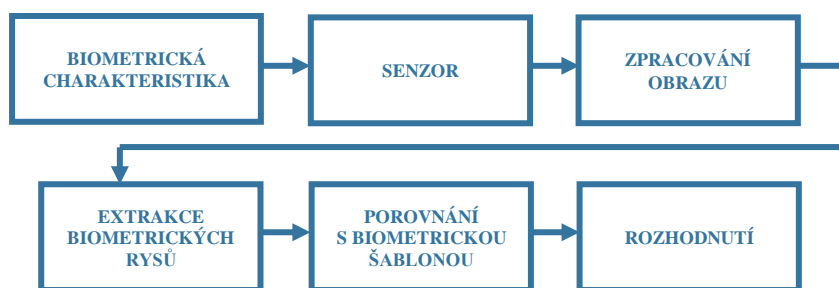 BIOMETRICKÁ
CHARAKTERISTIKA
SENZOR
ZPRACOVÁNÍ
OBRAZU
EXTRAKCE
BIOMETRICKÝCH
RYSŮ
POROVNÁNÍ
S BIOMETRICKOU
ŠABLONOU
ROZHODNUTÍ